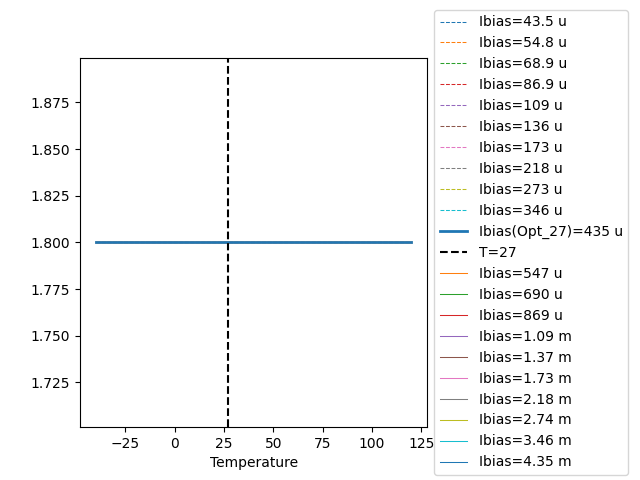 1.875
1.850
1.825
1.800
1.775
1.750
1.725
−25
0
25
50
75
100
125
Temperature
Ibias=43.5 u
Ibias=54.8 u
Ibias=68.9 u
Ibias=86.9 u
Ibias=109 u
Ibias=136 u
Ibias=173 u
Ibias=218 u
Ibias=273 u
Ibias=346 u
Ibias(Opt_27)=435 u
T=27
Ibias=547 u
Ibias=690 u
Ibias=869 u
Ibias=1.09 m
Ibias=1.37 m
Ibias=1.73 m
Ibias=2.18 m
Ibias=2.74 m
Ibias=3.46 m
Ibias=4.35 m